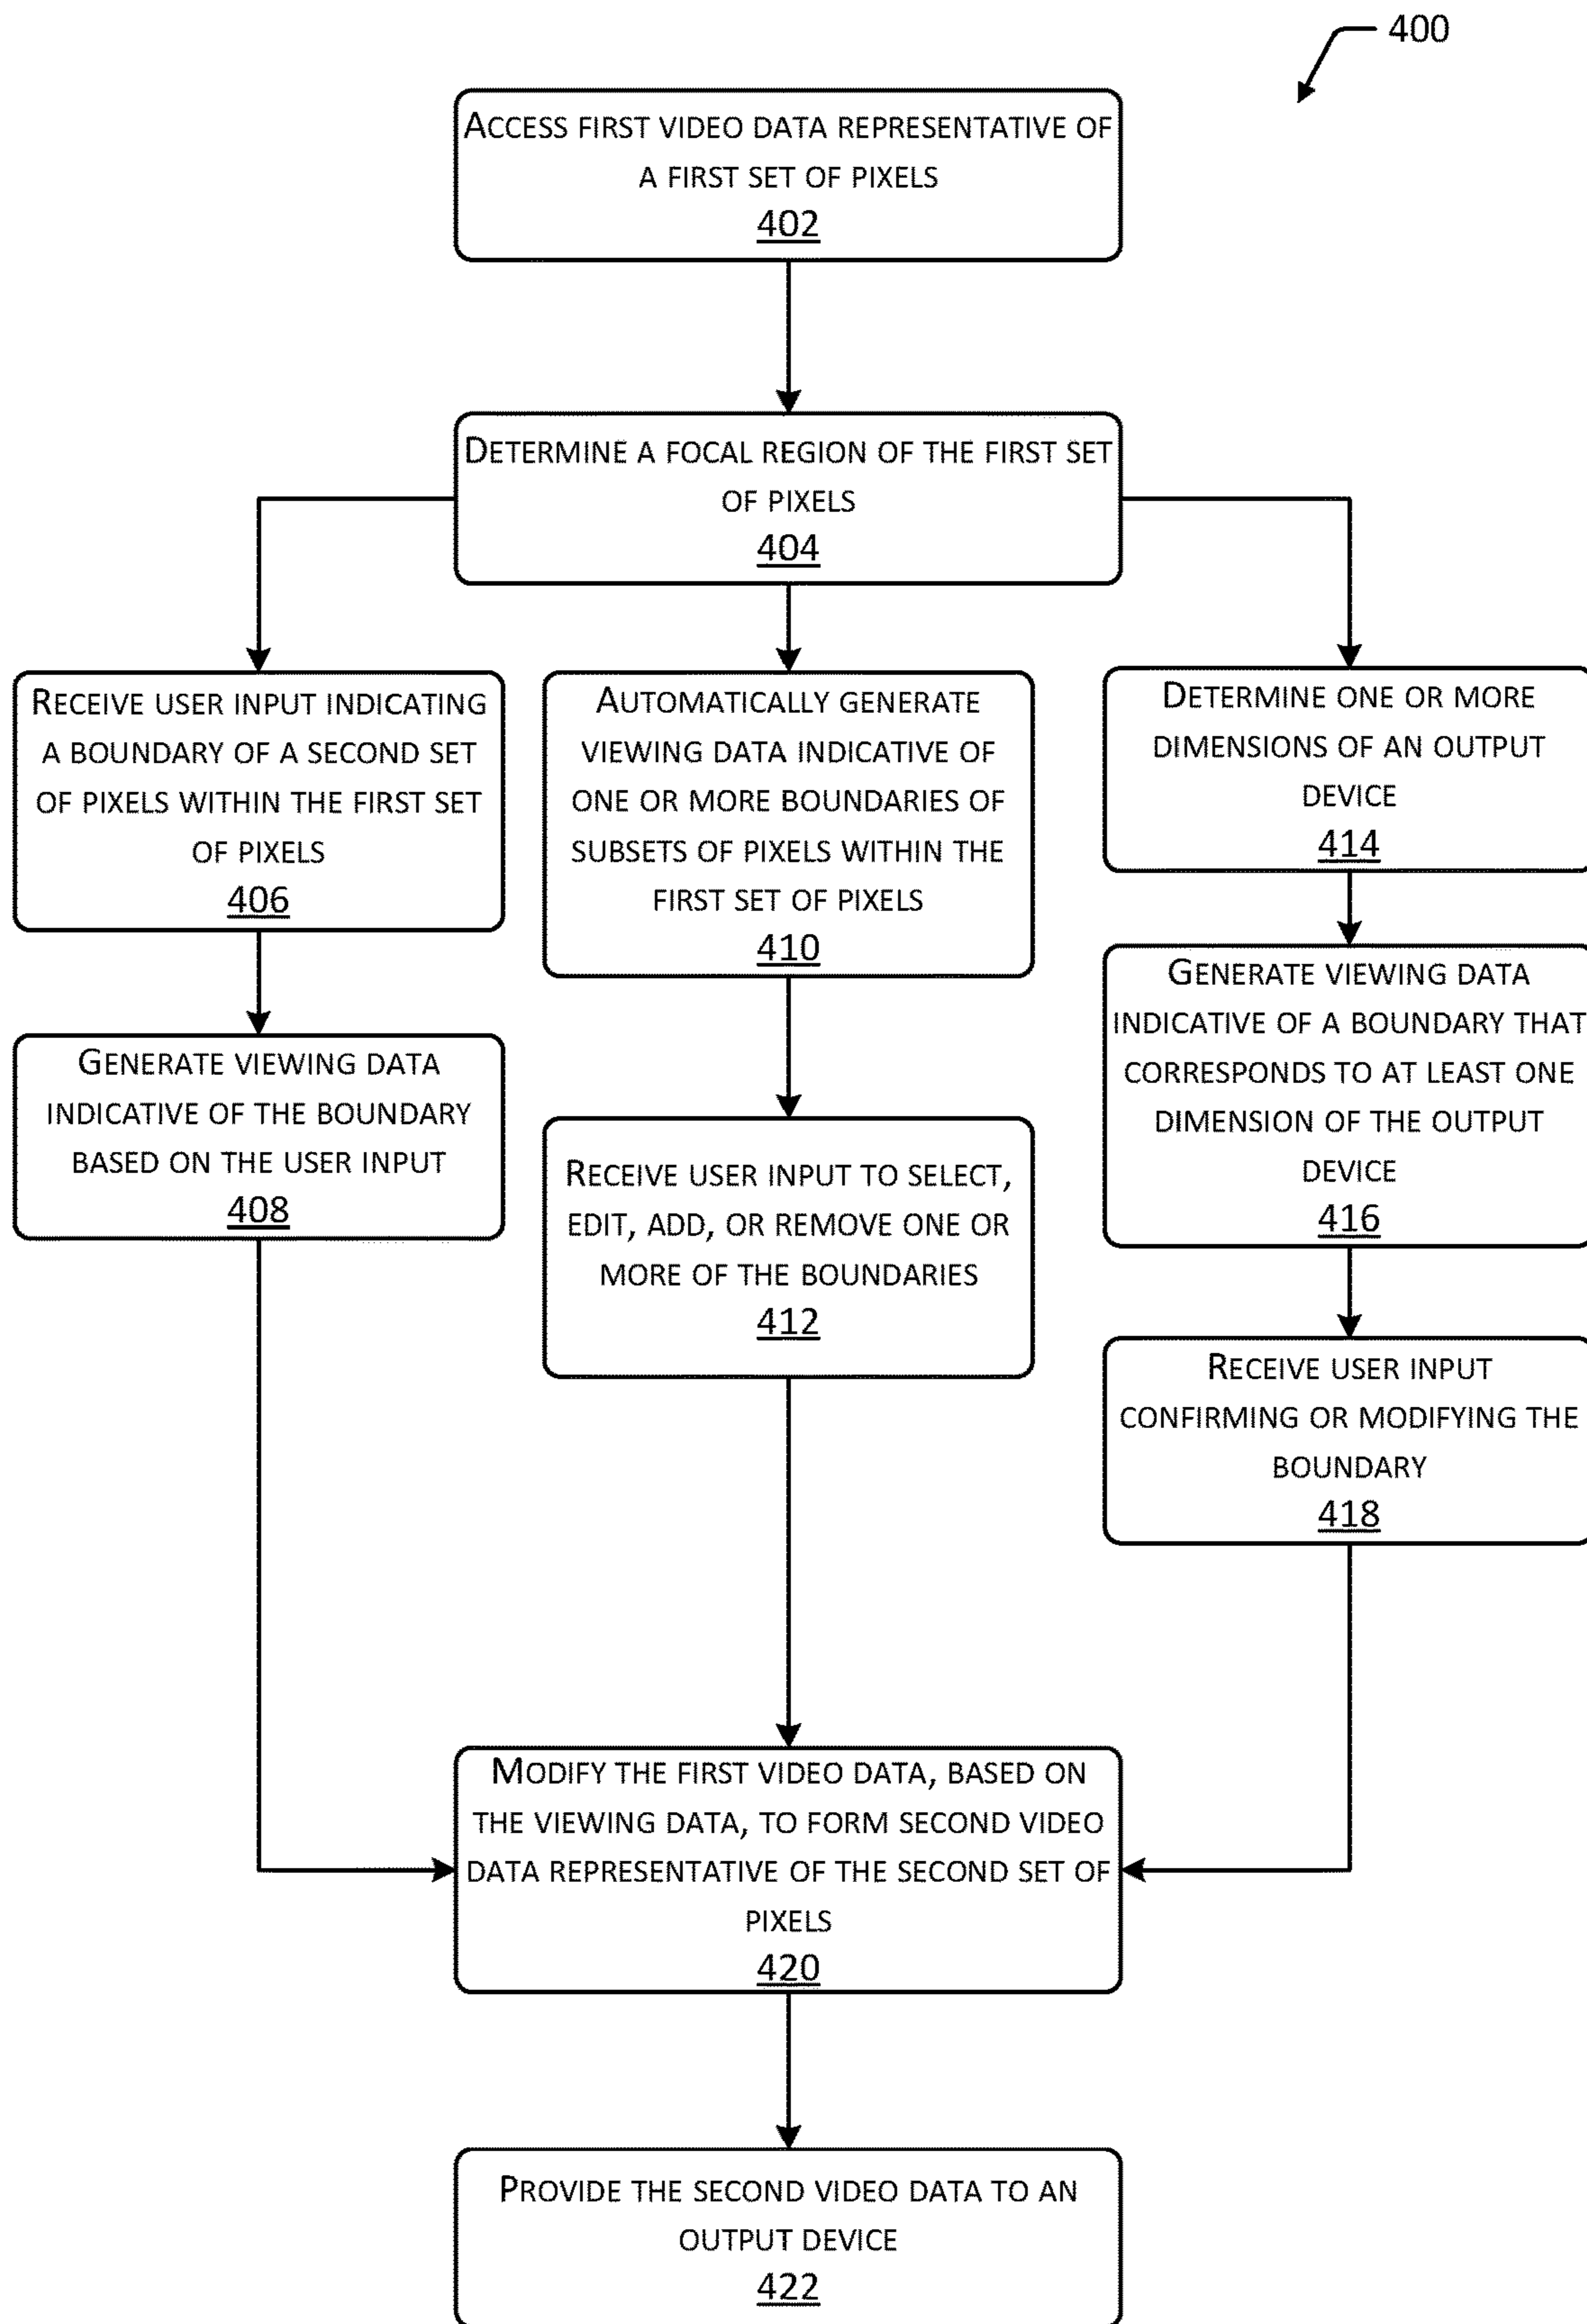 400
ACCESS FIRST VIDEO DATA REPRESENTATIVE OF
A FIRST SET OF PIXELS
402
DETERMINE A FOCAL REGION OF THE FIRST SET
OF PIXELS
404
RECEIVE USER INPUT INDICATING
A BOUNDARY OF A SECOND SET
OF PIXELS WITHIN THE FIRST SET
OF PIXELS
406
GENERATE VIEWING DATA
INDICATIVE OF THE BOUNDARY
BASED ON THE USER INPUT
408
AUTOMATICALLY GENERATE
VIEWING DATA INDICATIVE OF
ONE OR MORE BOUNDARIES OF
SUBSETS OF PIXELS WITHIN THE
FIRST SET OF PIXELS
410
RECEIVE USER INPUT TO SELECT,
EDIT, ADD, OR REMOVE ONE OR
MORE OF THE BOUNDARIES
412
DETERMINE ONE OR MORE
DIMENSIONS OF AN OUTPUT
DEVICE
414
GENERATE VIEWING DATA
INDICATIVE OF A BOUNDARY THAT
CORRESPONDS TO AT LEAST ONE
DIMENSION OF THE OUTPUT
DEVICE
416
RECEIVE USER INPUT
CONFIRMING OR MODIFYING THE
BOUNDARY
418
MODIFY THE FIRST VIDEO DATA, BASED ON
THE VIEWING DATA, TO FORM SECOND VIDEO
DATA REPRESENTATIVE OF THE SECOND SET OF
PIXELS
420
PROVIDE THE SECOND VIDEO DATA TO AN
OUTPUT DEVICE
422